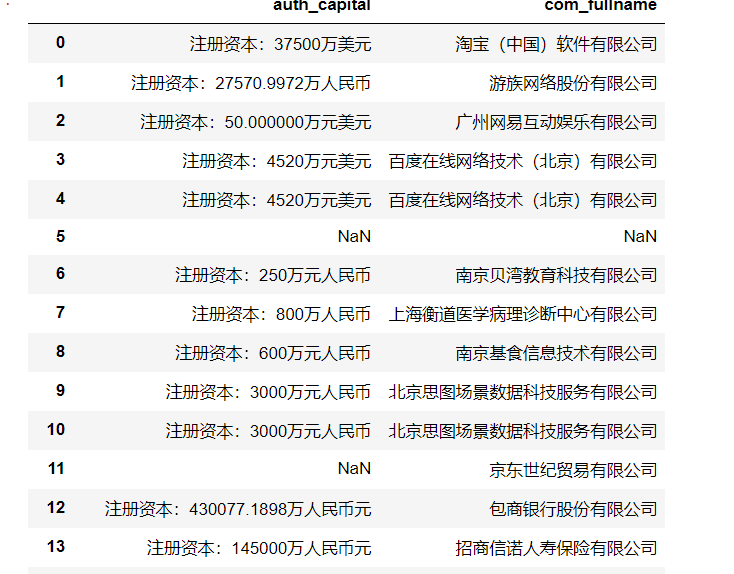 auth_capital com_fullname
0 注册资本：37500万美元 淘宝（中国）软件有限公司
1 注册资本：27570.9972万人民币 游族网络股份有限公司
2 注册资本：50.000000万元美元 广州网易互动娱乐有限公司
3 注册资本：4520万元美元 百度在线网络技术（北京）有限公司
4 注册资本：4520万元美元 百度在线网络技术（北京）有限公司
5 NaN NaN
6 注册资本：250万元人民币 南京贝湾教育科技有限公司
7 注册资本：800万人民币 上海衡道医学病理诊断中心有限公司
8 注册资本：600万元人民币 南京基食信息技术有限公司
9 注册资本：3000万元人民币 北京思图场景数据科技服务有限公司
10 注册资本：3000万元人民币 北京思图场景数据科技服务有限公司
11 NaN 京东世纪贸易有限公司
12 注册资本：430077.1898万人民币元 包商银行股份有限公司
13 注册资本：145000万人民币元 招商信诺人寿保险有限公司